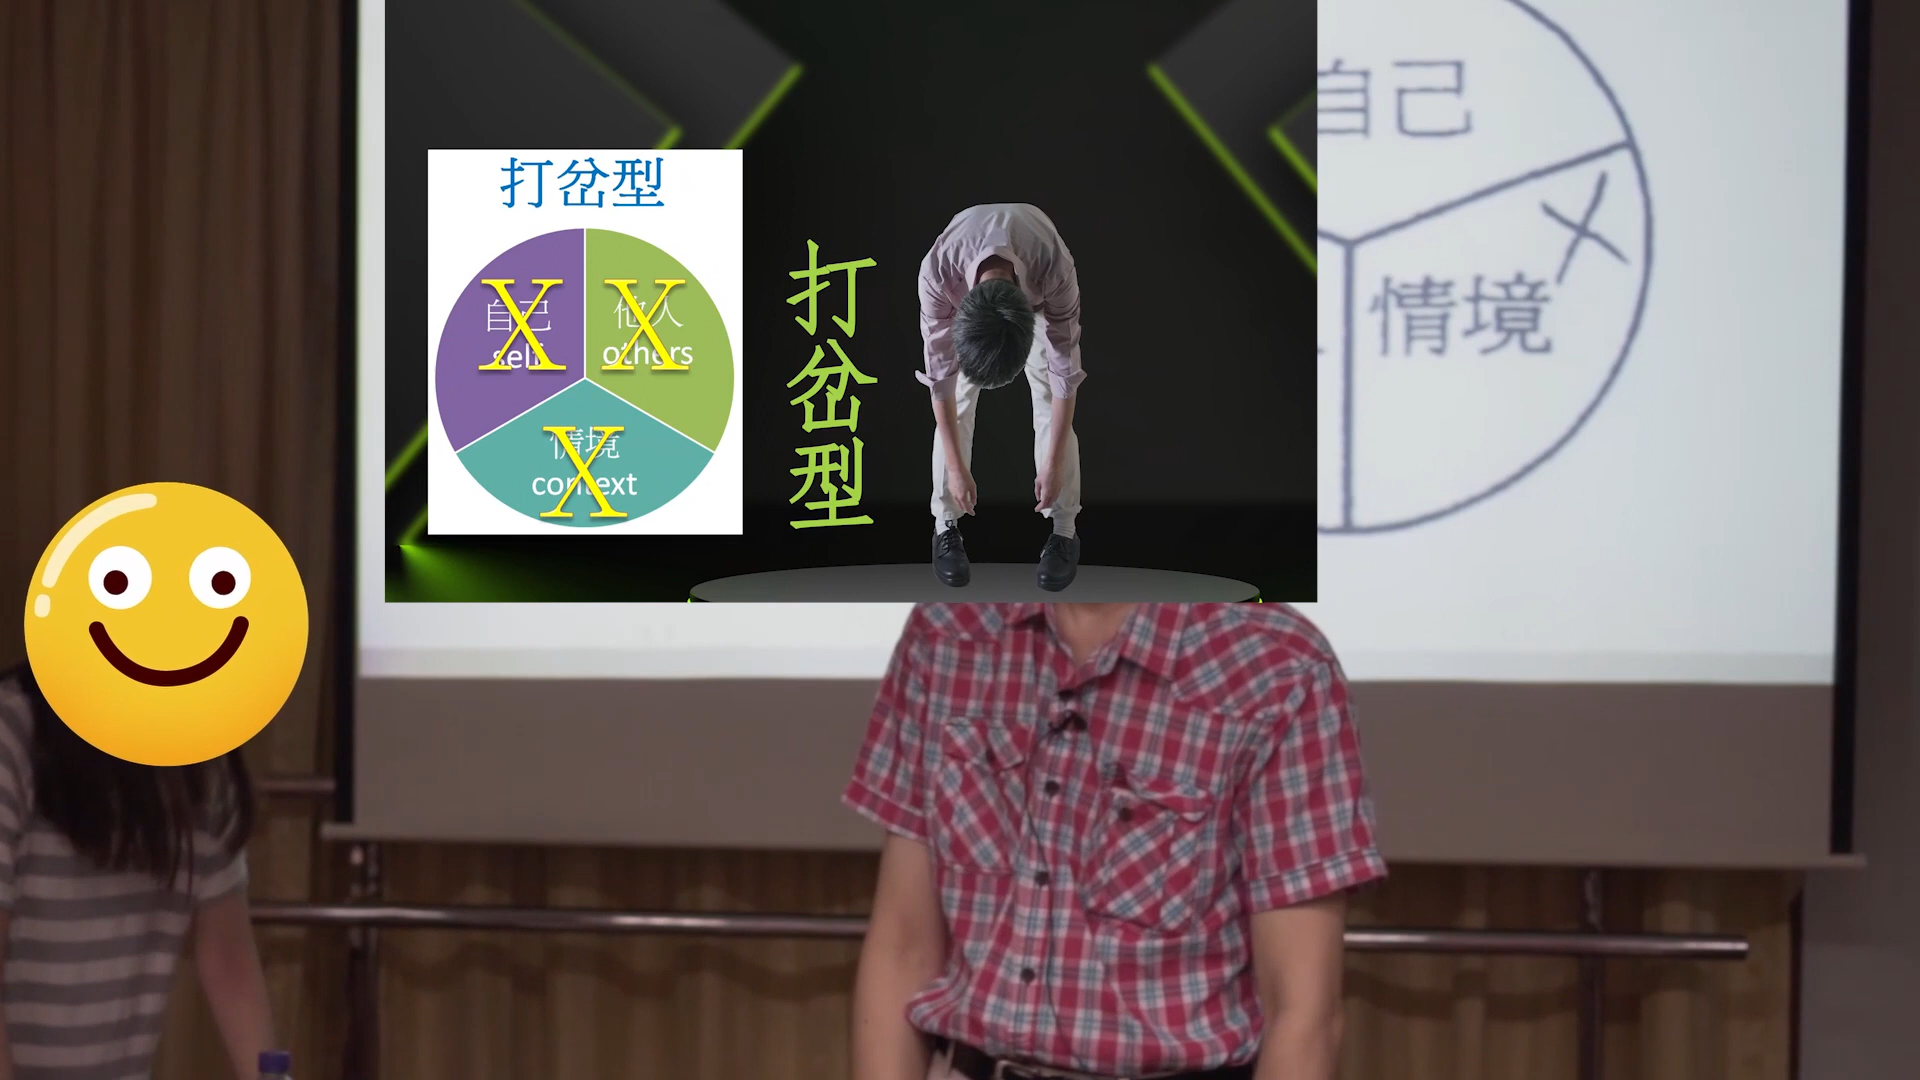 打岔型
自己
self
他人
others
情境
context
X
X
X
打岔型
自己
情境
X